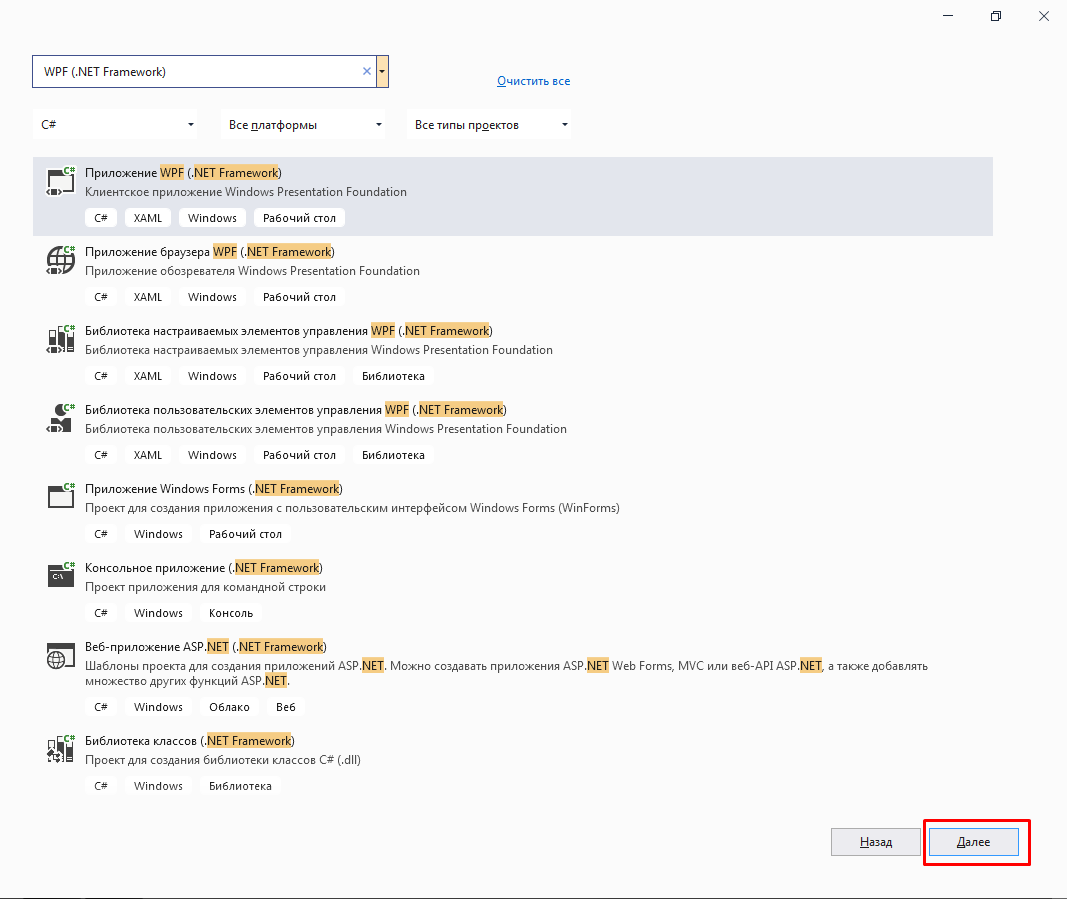 WPF (.NET Framework)
Очистить все
C# Все платформы Все типы проектов
C#
Приложение WPF (.NET Framework)
Клиентское приложение Windows Presentation Foundation
C# XAML Windows Рабочий стол
C#
Приложение браузера WPF (.NET Framework)
Приложение обозревателя Windows Presentation Foundation
C# XAML Windows Рабочий стол
C#
Библиотека настраиваемых элементов управления WPF (.NET Framework)
Библиотека настраиваемых элементов управления Windows Presentation Foundation
C# XAML Windows Рабочий стол Библиотека
C#
Библиотека пользовательских элементов управления WPF (.NET Framework)
Библиотека пользовательских элементов управления Windows Presentation Foundation
C# XAML Windows Рабочий стол Библиотека
C#
Приложение Windows Forms (.NET Framework)
Проект для создания приложения с пользовательским интерфейсом Windows Forms (WinForms)
C# Windows Рабочий стол
C#
C:\
Консольное приложение (.NET Framework)
Проект приложения для командной строки
C# Windows Консоль
Веб-приложение ASP.NET (.NET Framework)
Шаблоны проекта для создания приложений ASP.NET. Можно создавать приложения ASP.NET Web Forms, MVC или веб-API ASP.NET, а также добавлять
множество других функций ASP.NET.
C# Windows Облако Веб
C#
Библиотека классов (.NET Framework)
Проект для создания библиотеки классов C# (.dll)
C# Windows Библиотека
Назад Далее